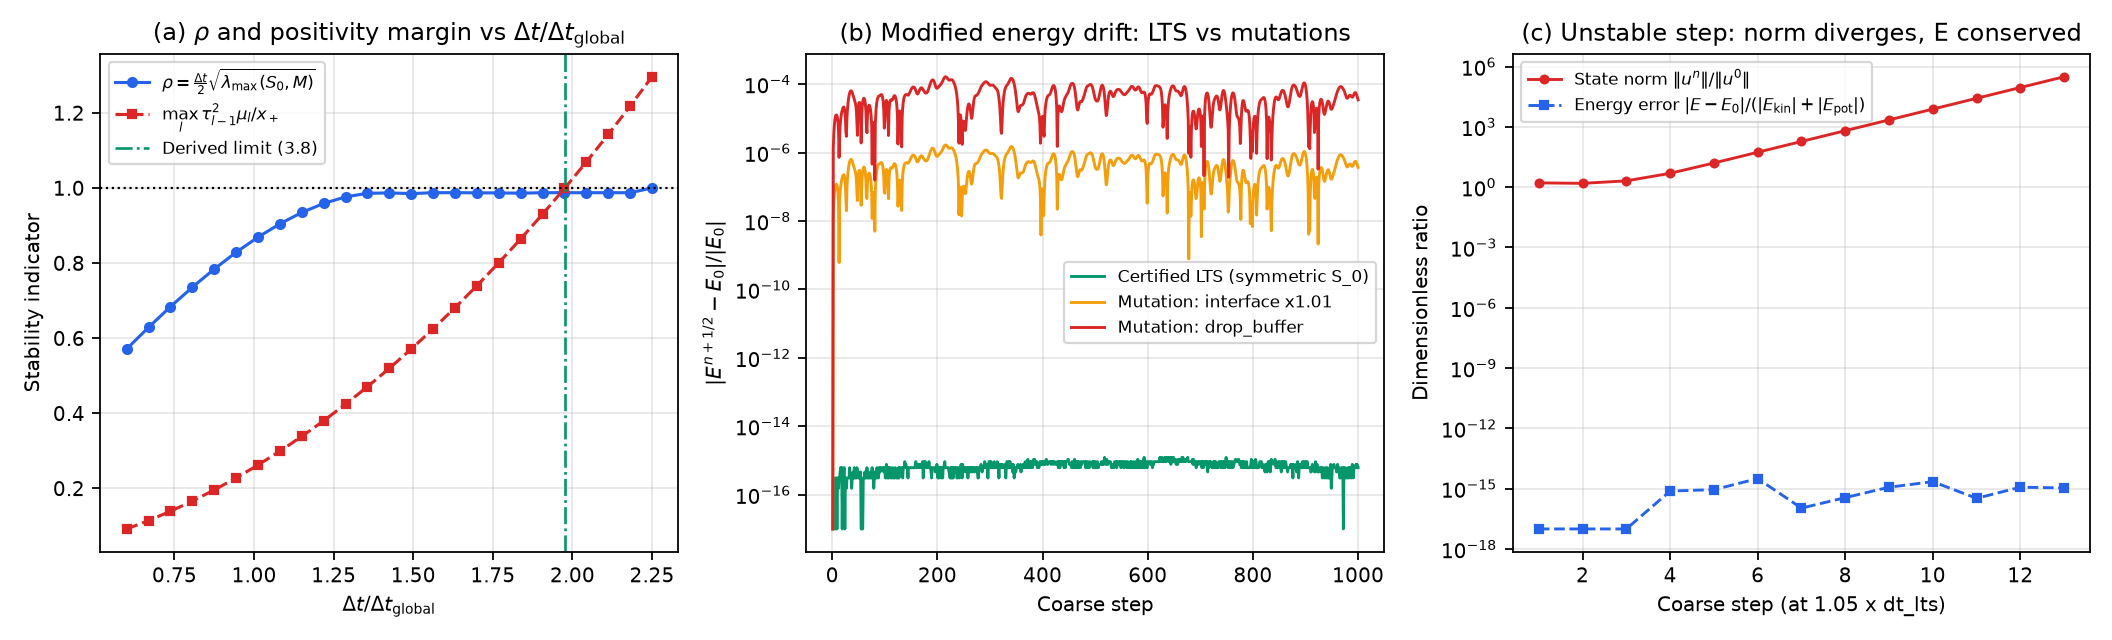 (a) ρ and positivity margin vs Δt/Δt_global
ρ = Δt/2 √λ_max(S_0, M)
max_l τ²_{l−1}μ_l/x_+
Derived limit (3.8)
Stability indicator
1.2
1.0
0.8
0.6
0.4
0.2
0.75 1.00 1.25 1.50 1.75 2.00 2.25
Δt/Δt_global
(b) Modified energy drift: LTS vs mutations
|E^{n+1/2} − E_0|/|E_0|
10^{−4}
10^{−6}
10^{−8}
10^{−10}
10^{−12}
10^{−14}
10^{−16}
Certified LTS (symmetric S_0)
Mutation: interface x1.01
Mutation: drop_buffer
0 200 400 600 800 1000
Coarse step
(c) Unstable step: norm diverges, E conserved
State norm ‖u^n‖/‖u^0‖
Energy error |E − E_0|/(|E_kin| + |E_pot|)
Dimensionless ratio
10^6
10^3
10^0
10^{−3}
10^{−6}
10^{−9}
10^{−12}
10^{−15}
10^{−18}
2 4 6 8 10 12
Coarse step (at 1.05 x dt_lts)